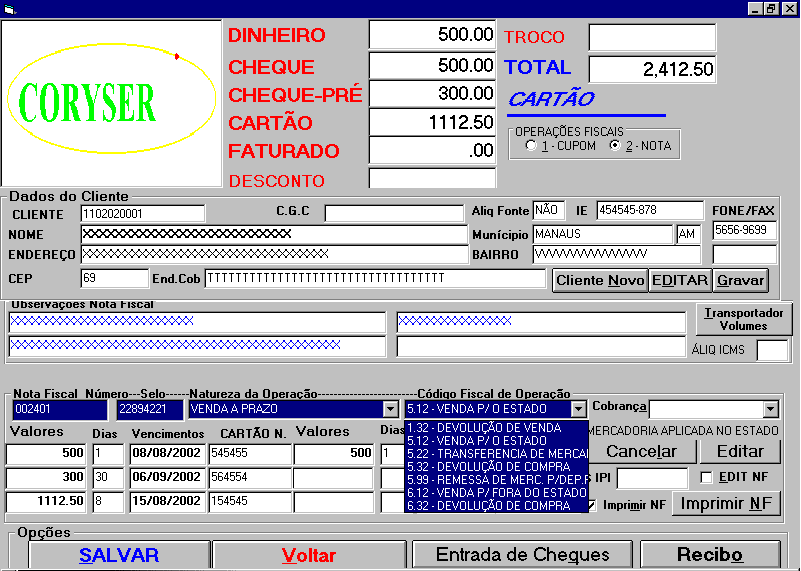 DINHEIRO 500.00 TROCO
CHEQUE 500.00 TOTAL 2,412.50
CORYSER
CHEQUE-PRÉ 300.00 CARTÃO
CARTÃO 1112.50
OPERAÇÕES FISCAIS
1 - CUPOM 2 - NOTA
FATURADO .00
DESCONTO
Dados do Cliente
CLIENTE 1102020001 C.G.C Aliq Fonte NÃO IE 454545-878 FONE/FAX
NOME Município MANAUS AM 5656-9699
ENDEREÇO BAIRRO
CEP 69 End.Cob Cliente Novo EDITAR Gravar
Observações Nota Fiscal
Transportador
Volumes
ÁLIQ ICMS
Nota Fiscal Número---Selo------Natureza da Operação------------------------Código Fiscal de Operação
002401 22894221 VENDA A PRAZO 5.12 - VENDA P/ O ESTADO Cobrança
1.32 - DEVOLUÇÃO DE VENDA
5.12 - VENDA P/ O ESTADO
5.22 - TRANSFERENCIA DE MERCAI
5.32 - DEVOLUÇÃO DE COMPRA
5.99 - REMESSA DE MERC. P/DEP.F
6.12 - VENDA P/ FORA DO ESTADO
6.32 - DEVOLUÇÃO DE COMPRA
MERCADORIA APLICADA NO ESTADO
Valores Dias Vencimentos CARTÃO N. Valores Dias
500 1 08/08/2002 545455 500 1
300 30 06/09/2002 564554
1112.50 8 15/08/2002 154545
Cancelar Editar
IPI EDIT NF
Imprimir NF Imprimir NF
Opções
SALVAR Voltar Entrada de Cheques Recibo